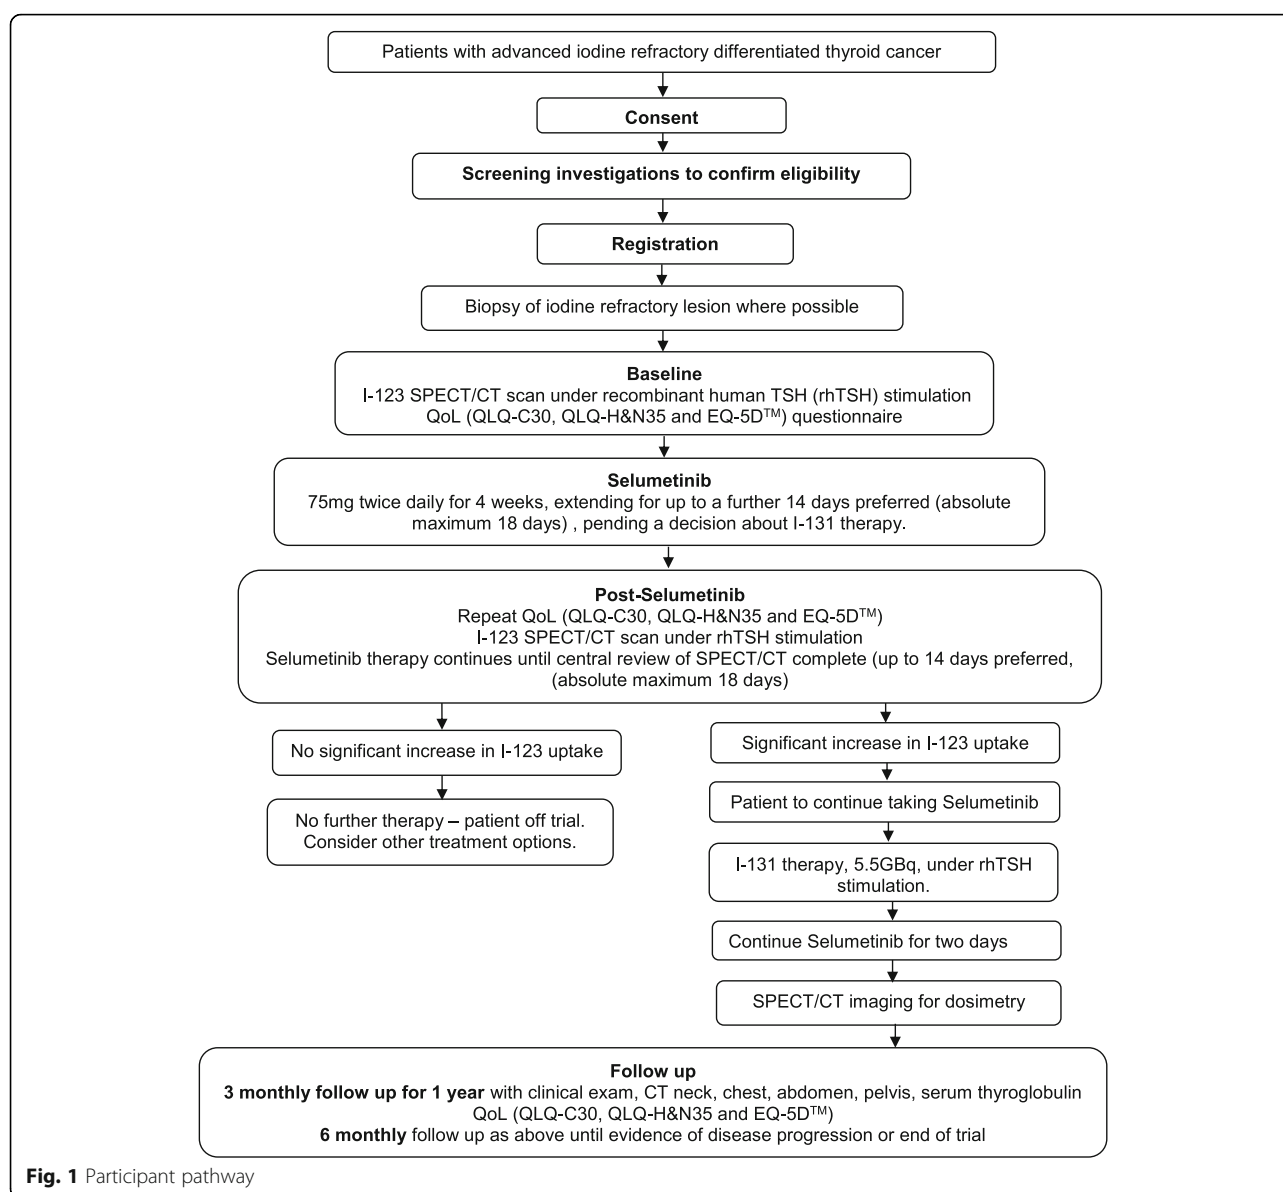 Patients with advanced iodine refractory differentiated thyroid cancer
Consent
Screening investigations to confirm eligibility
Registration
Biopsy of iodine refractory lesion where possible
Baseline
I-123 SPECT/CT scan under recombinant human TSH (rhTSH) stimulation
QoL (QLQ-C30, QLQ-H&N35 and EQ-5D™) questionnaire
Selumetinib
75mg twice daily for 4 weeks, extending for up to a further 14 days preferred (absolute
maximum 18 days) , pending a decision about I-131 therapy.
Post-Selumetinib
Repeat QoL (QLQ-C30, QLQ-H&N35 and EQ-5D™)
I-123 SPECT/CT scan under rhTSH stimulation
Selumetinib therapy continues until central review of SPECT/CT complete (up to 14 days preferred,
(absolute maximum 18 days)
No significant increase in I-123 uptake
No further therapy – patient off trial.
Consider other treatment options.
Significant increase in I-123 uptake
Patient to continue taking Selumetinib
I-131 therapy, 5.5GBq, under rhTSH
stimulation.
Continue Selumetinib for two days
SPECT/CT imaging for dosimetry
Follow up
3 monthly follow up for 1 year with clinical exam, CT neck, chest, abdomen, pelvis, serum thyroglobulin
QoL (QLQ-C30, QLQ-H&N35 and EQ-5D™)
6 monthly follow up as above until evidence of disease progression or end of trial
Fig. 1 Participant pathway